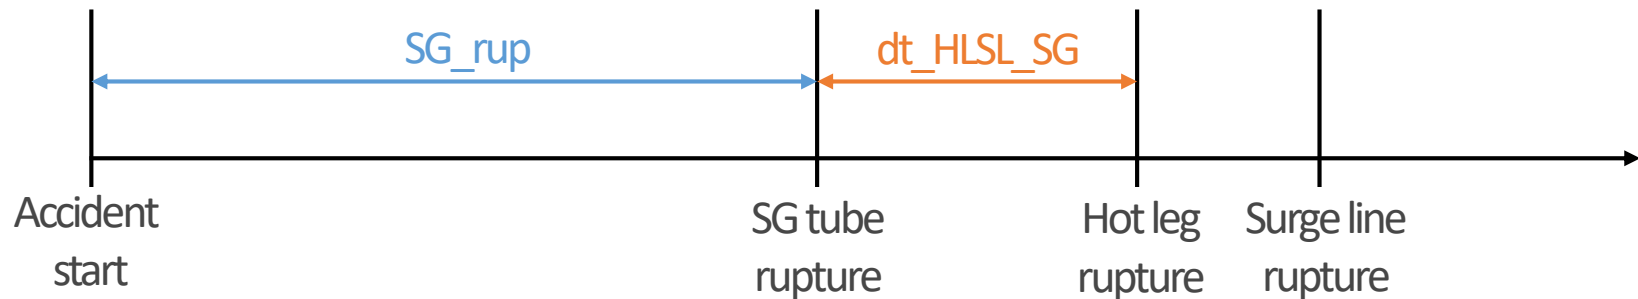 SG_rup
dt_HLSL_SG
Accident
start
SG tube
rupture
Hot leg
rupture
Surge line
rupture